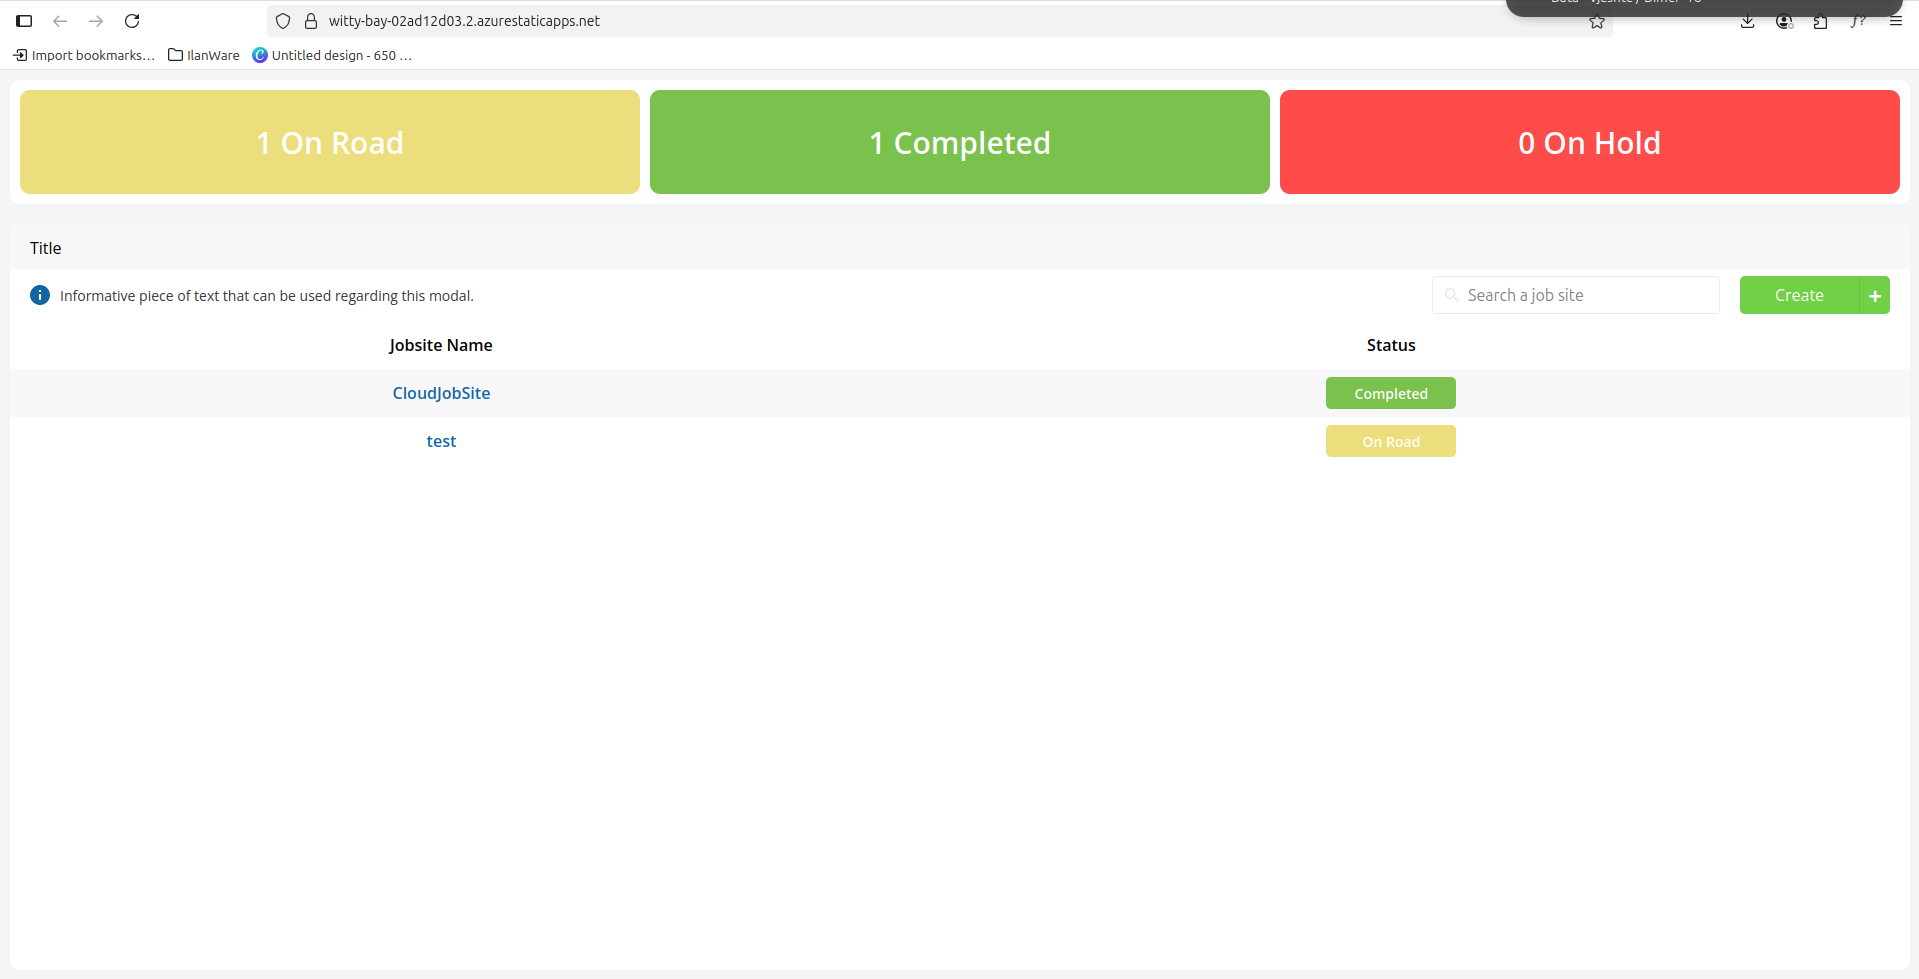 witty-bay-02ad12d03.2.azurestaticapps.net
Import bookmarks... IlanWare Untitled design - 650 ...
1 On Road
1 Completed
0 On Hold
Title
Informative piece of text that can be used regarding this modal.
Search a job site
Create +
Jobsite Name Status
CloudJobSite Completed
test On Road